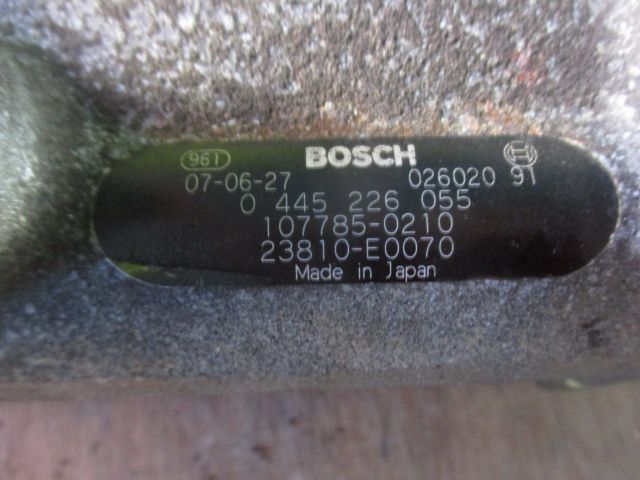 961 BOSCH
07-06-27 026020 91
0 445 226 055
107785-0210
23810-E0070
Made in Japan